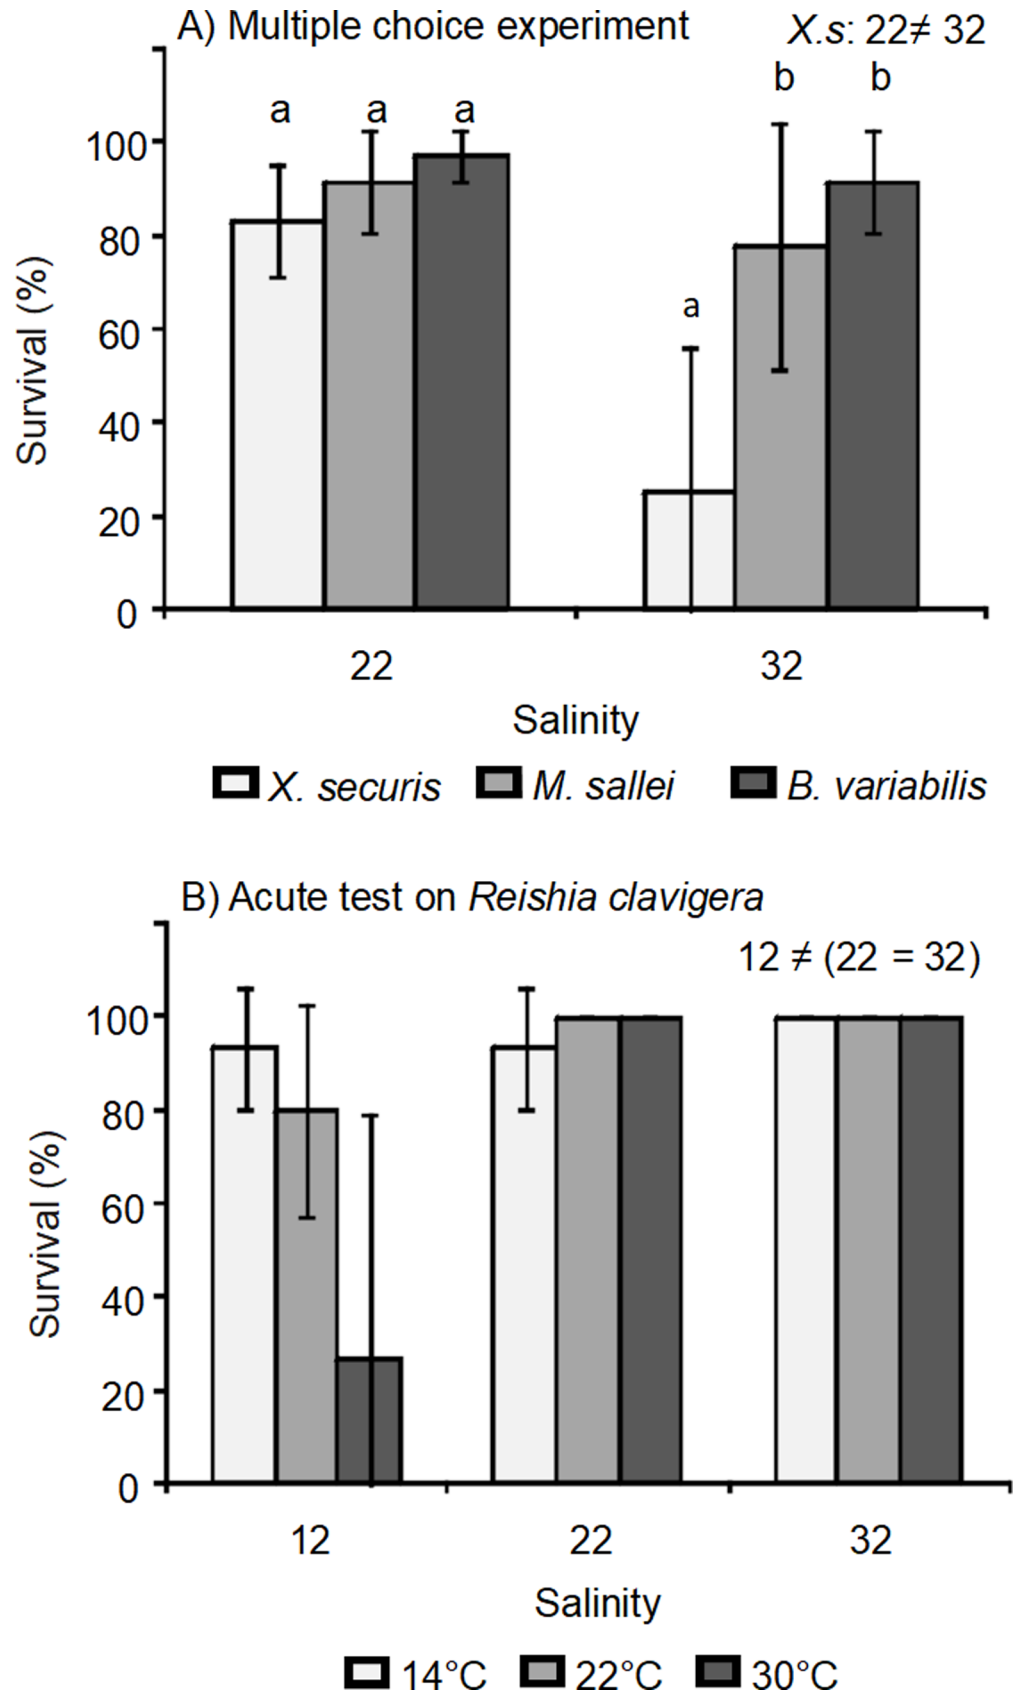 A) Multiple choice experiment
X.s: 22≠ 32
a a a a b b
100
80
60
40
20
0
Survival (%)
22 32
Salinity
X. securis M. sallei B. variabilis
B) Acute test on Reishia clavigera
12 ≠ (22 = 32)
100
80
60
40
20
0
Survival (%)
12 22 32
Salinity
14°C 22°C 30°C